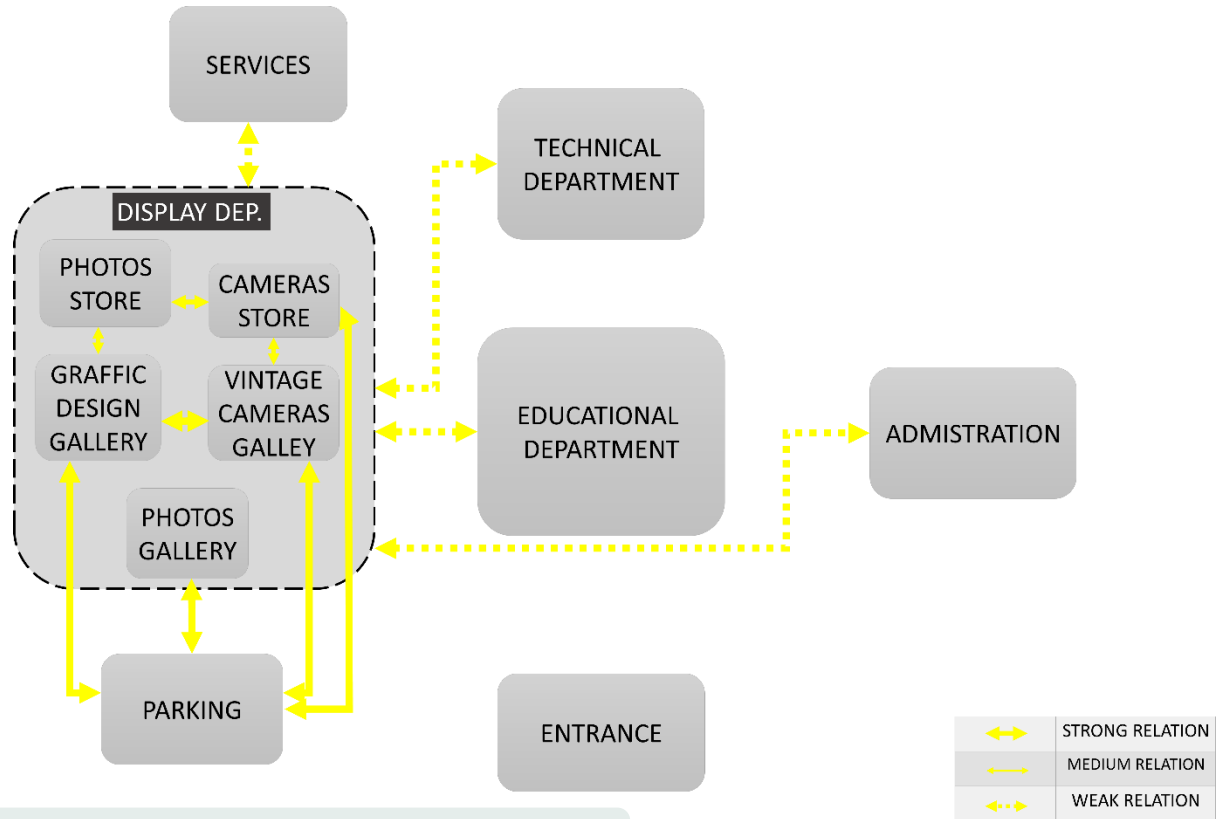 SERVICES
TECHNICAL
DEPARTMENT
DISPLAY DEP.
PHOTOS
STORE
CAMERAS
STORE
GRAFFIC
DESIGN
GALLERY
VINTAGE
CAMERAS
GALLEY
PHOTOS
GALLERY
EDUCATIONAL
DEPARTMENT
ADMISTRATION
PARKING
ENTRANCE
STRONG RELATION
MEDIUM RELATION
WEAK RELATION